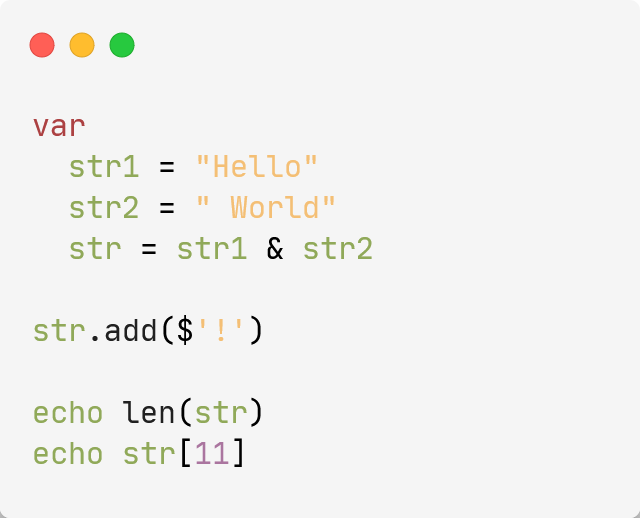 var
  str1 = "Hello"
  str2 = " World"
  str = str1 & str2

str.add($'!')

echo len(str)
echo str[11]